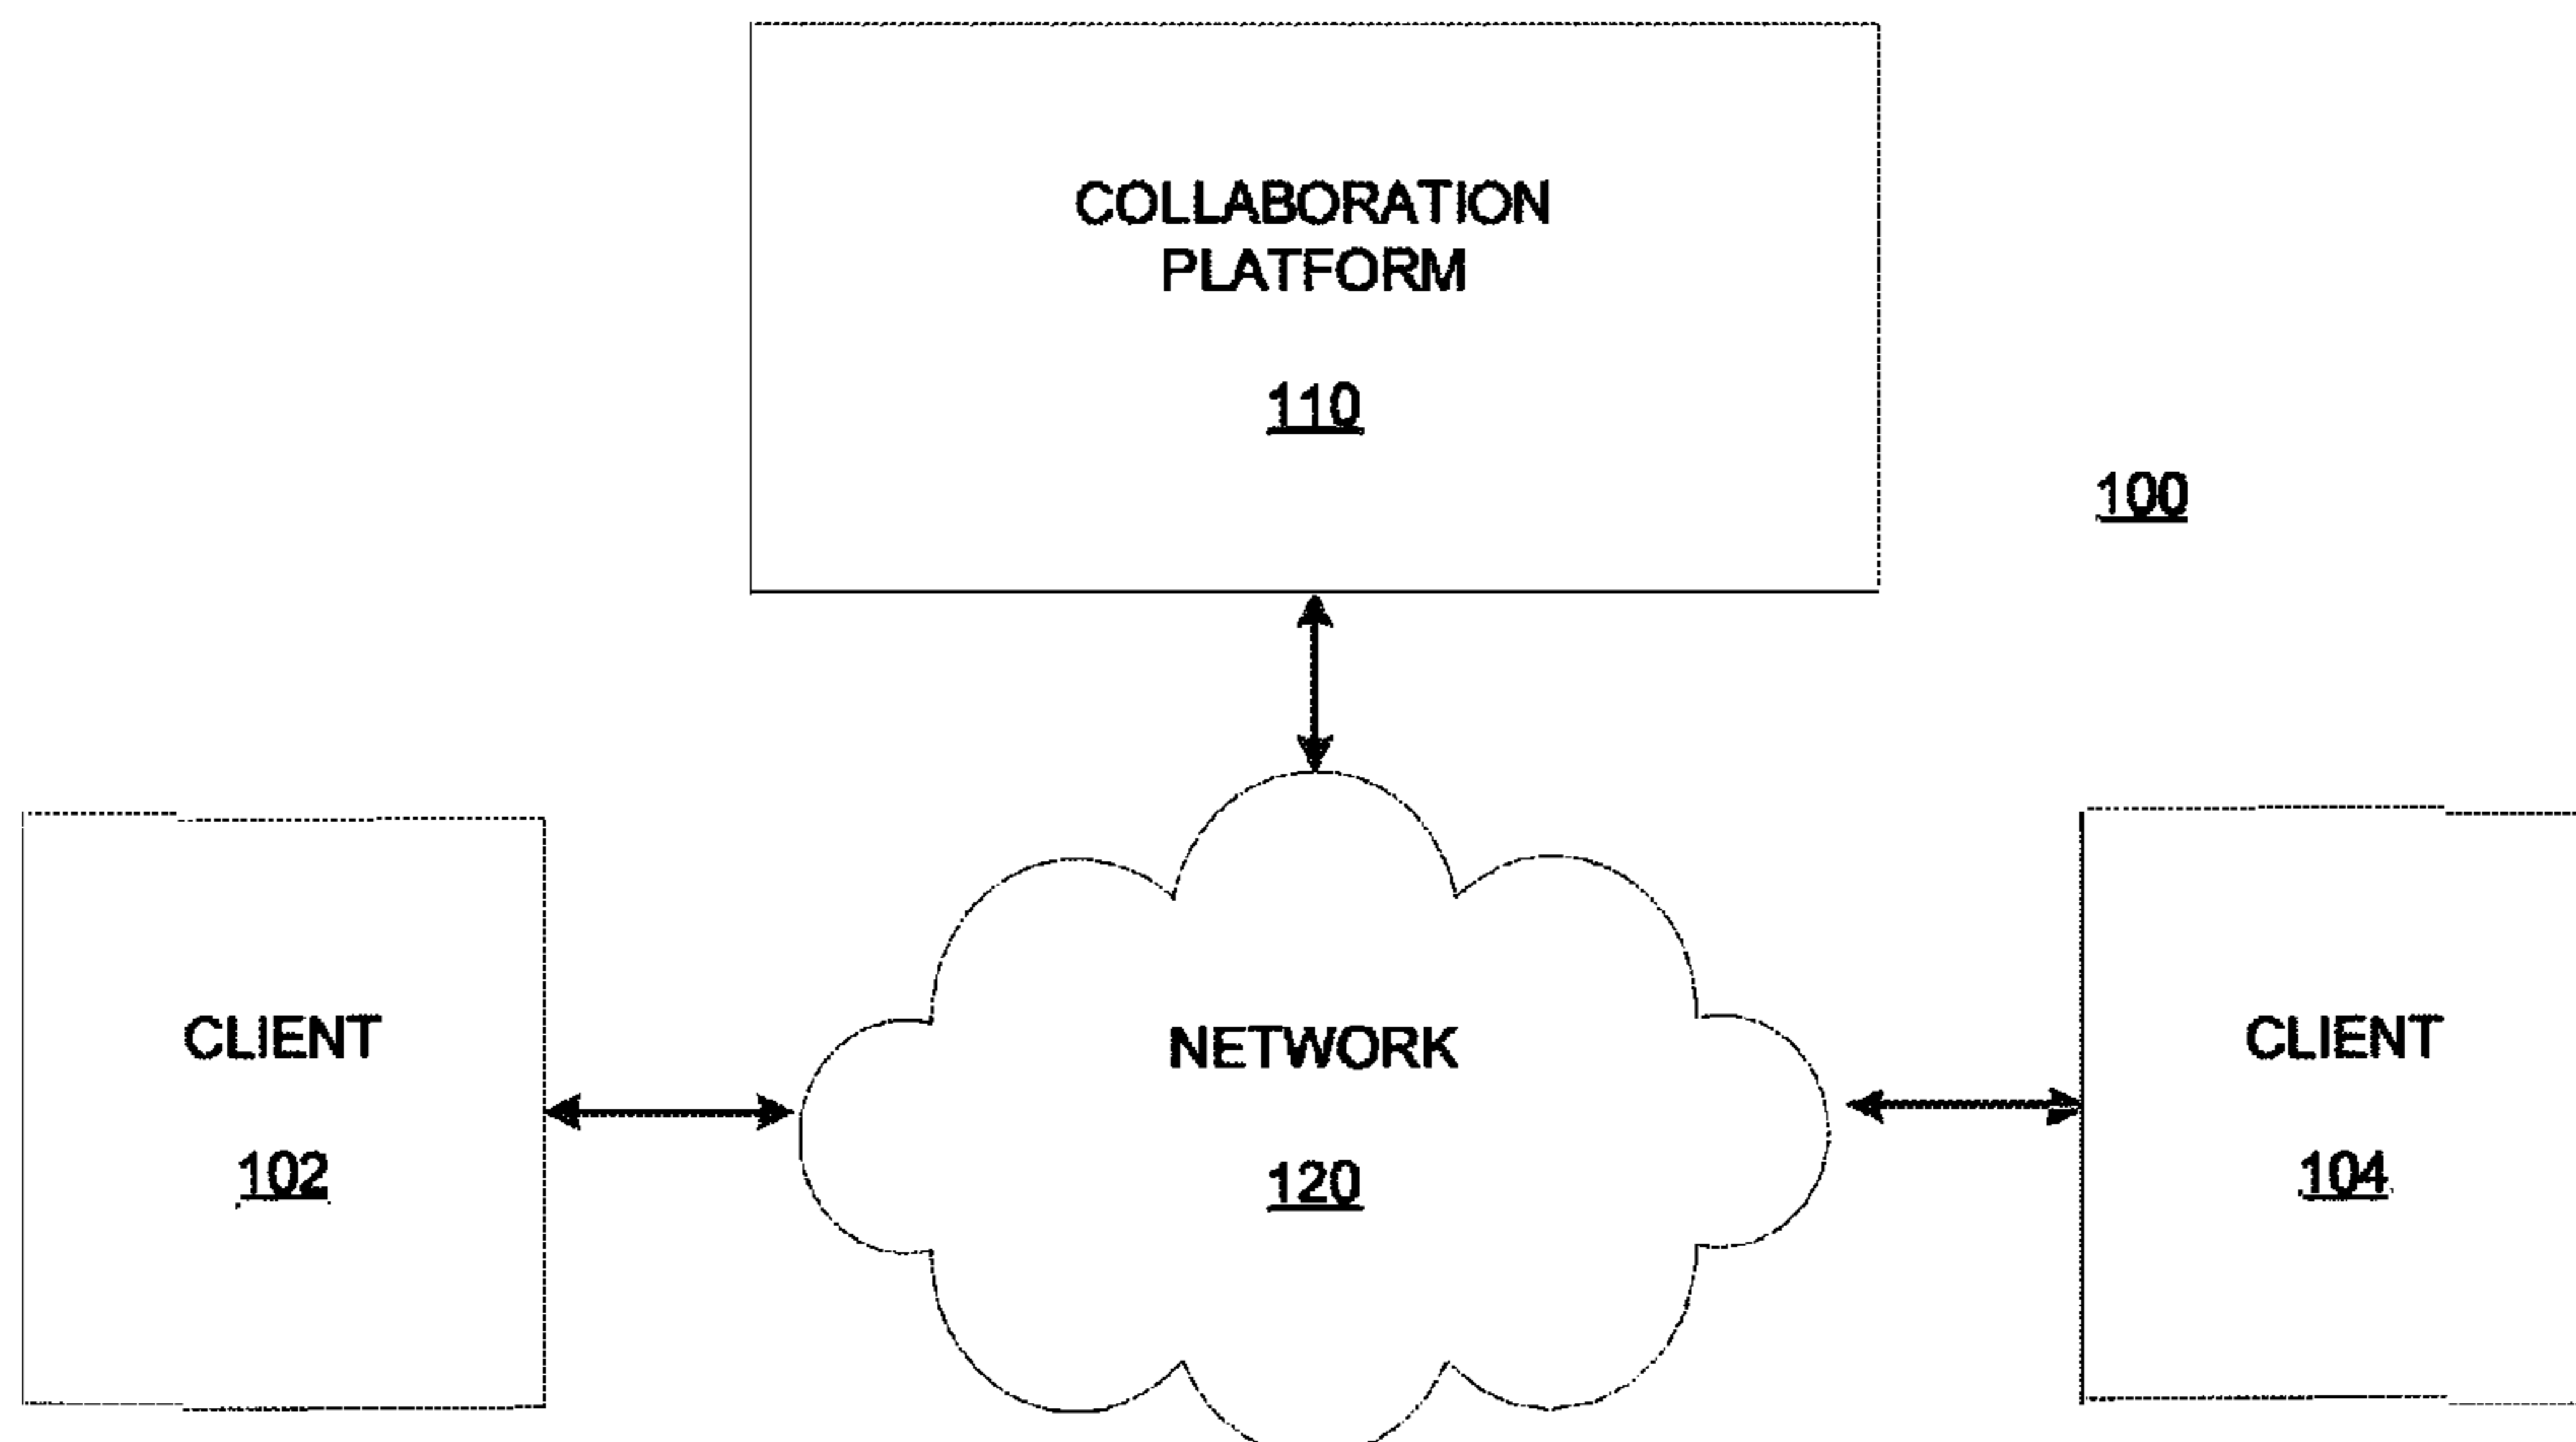 COLLABORATION
PLATFORM
110
100
CLIENT
102
NETWORK
120
CLIENT
104